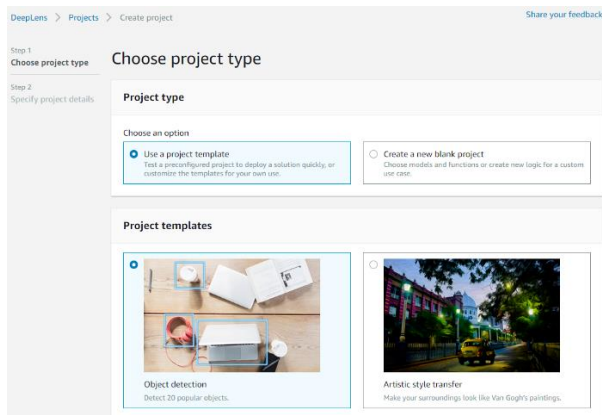 DeepLens > Projects > Create project
Share your feedback
Step 1
Choose project type
Step 2
Specify project details
Choose project type
Project type
Choose an option
Use a project template
Test a preconfigured project to deploy a solution quickly, or
customize the templates for your own use.
Create a new blank project
Choose models and functions or create new logic for a custom
use case.
Project templates
Object detection
Detect 20 popular objects.
Artistic style transfer
Make your surroundings look like Van Gogh's paintings.